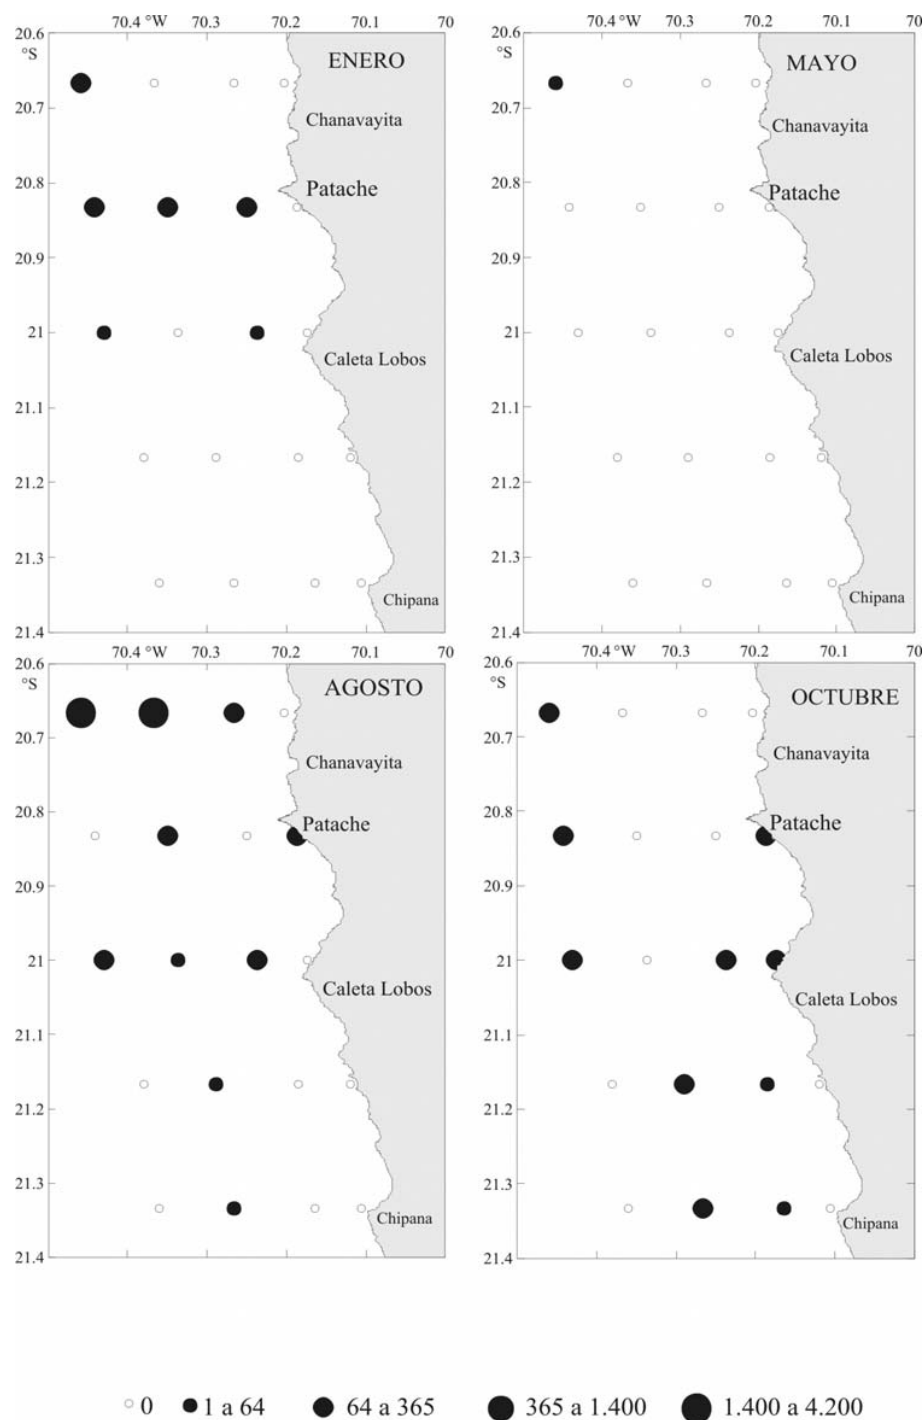 70.4 °W 70.3 70.2 70.1 70
20.6
°S
ENERO
20.7
Chanavayita
20.8
Patache
20.9
21
Caleta Lobos
21.1
21.2
21.3
Chipana
21.4
70.4 °W 70.3 70.2 70.1 70
20.6
°S
MAYO
20.7
Chanavayita
20.8
Patache
20.9
21
Caleta Lobos
21.1
21.2
21.3
Chipana
21.4
70.4 °W 70.3 70.2 70.1 70
20.6
°S
AGOSTO
20.7
Chanavayita
20.8
Patache
20.9
21
Caleta Lobos
21.1
21.2
21.3
Chipana
21.4
70.4 °W 70.3 70.2 70.1 70
20.6
°S
OCTUBRE
20.7
Chanavayita
20.8
Patache
20.9
21
Caleta Lobos
21.1
21.2
21.3
Chipana
21.4
0 1 a 64 64 a 365 365 a 1.400 1.400 a 4.200